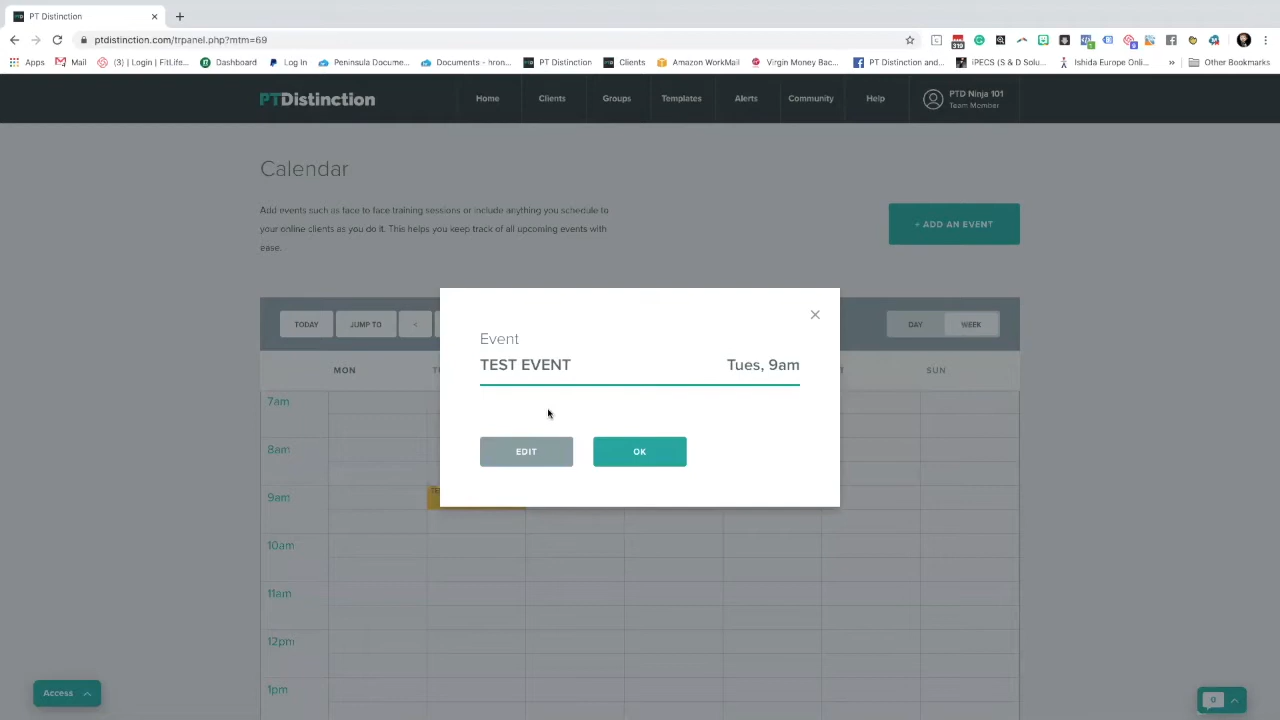 PT Distinction
ptdistinction.com/trpanel.php?mtm=69
319
Apps
Mail
(3) | Login | FitLife...
Dashboard
Log In
Peninsula Docume...
Documents - hron...
PT Distinction
Clients
Amazon WorkMail
Virgin Money Bac...
PT Distinction and...
iPECS (S & D Solu...
Ishida Europe Onli...
»
Other Bookmarks
PTDistinction
Home
Clients
Groups
Templates
Alerts
Community
Help
PTD Ninja 101
Team Member
Calendar
Add events such as face to face training sessions or include anything you schedule to
your online clients as you do it. This helps you keep track of all upcoming events with
ease.
+ ADD AN EVENT
TODAY
JUMP TO
<
DAY
WEEK
MON
SUN
Event
TEST EVENT
Tues, 9am
EDIT
OK
7am
8am
9am
10am
11am
12pm
1pm
Access
0